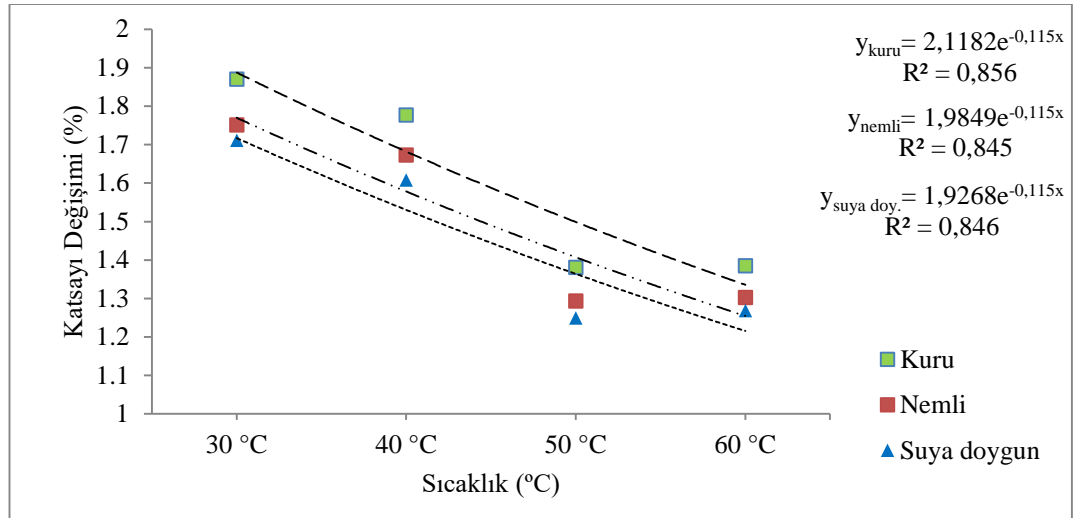 2
1.9
1.8
1.7
1.6
1.5
1.4
1.3
1.2
1.1
1
Katsayı Değişimi (%)
30 °C 40 °C 50 °C 60 °C
Sıcaklık (ºC)
ykuru= 2,1182e-0,115x
R² = 0,856
ynemli= 1,9849e-0,115x
R² = 0,845
ysuya doy.= 1,9268e-0,115x
R² = 0,846
Kuru
Nemli
Suya doygun